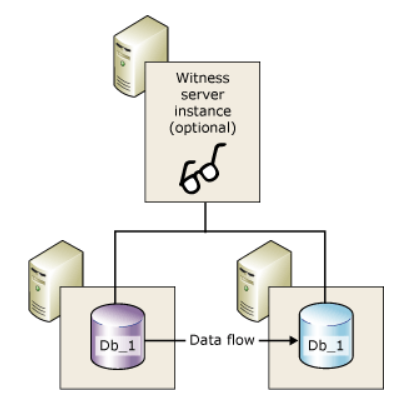 Witness
server
instance
(optional)
Db_1
Data flow
Db_1